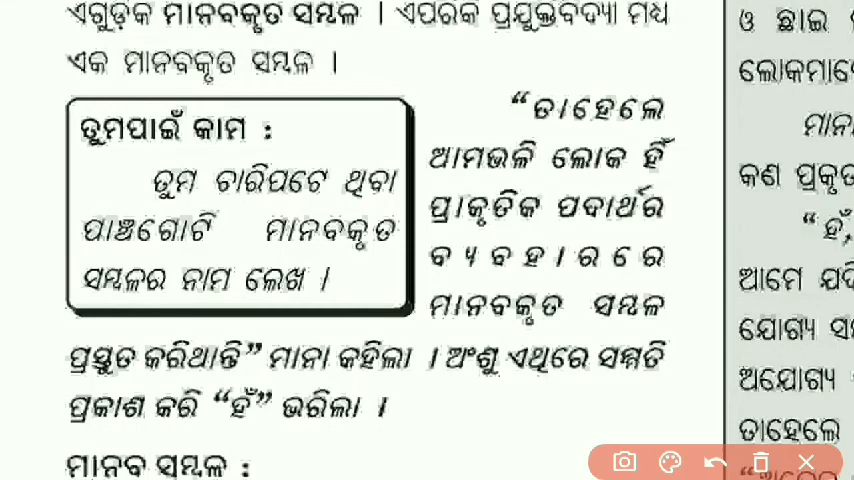 ଏଗୁଡ଼ିକ ମାନବକୃତ ସମ୍ବଳ । ଏପରିକି ପ୍ରଯୁକ୍ତିବିଦ୍ୟା ମଧ୍ୟ
ଏକ ମାନବକୃତ ସମ୍ବଳ ।
ତୁମପାଇଁ କାମ :
ତୁମ ଚାରିପଟେ ଥିବା
ପାଞ୍ଚଗୋଟି ମାନବକୃତ
ସମ୍ବଳର ନାମ ଲେଖ ।
“ତାହେଲେ
ଆମଭଳି ଲୋକ ହିଁ
ପ୍ରାକୃତିକ ପଦାର୍ଥର
ବ୍ୟବହାରରେ
ମାନବକୃତ ସମ୍ବଳ
ପ୍ରସ୍ତୁତ କରିଥାନ୍ତି” ମାନା କହିଲା । ଅଂଶୁ ଏଥିରେ ସମ୍ମତି
ପ୍ରକାଶ କରି “ହଁ” ଭରିଲା ।
ମାନବ ସମ୍ବଳ :
ଓ ଛାଇ
ଲୋକମାନେ
ମାନା
କଣ ପ୍ରକୃତ
“ହଁ,
ଆମେ ଯଦି
ଯୋଗ୍ୟ
ଅଯୋଗ୍ୟ
ତାହେଲେ